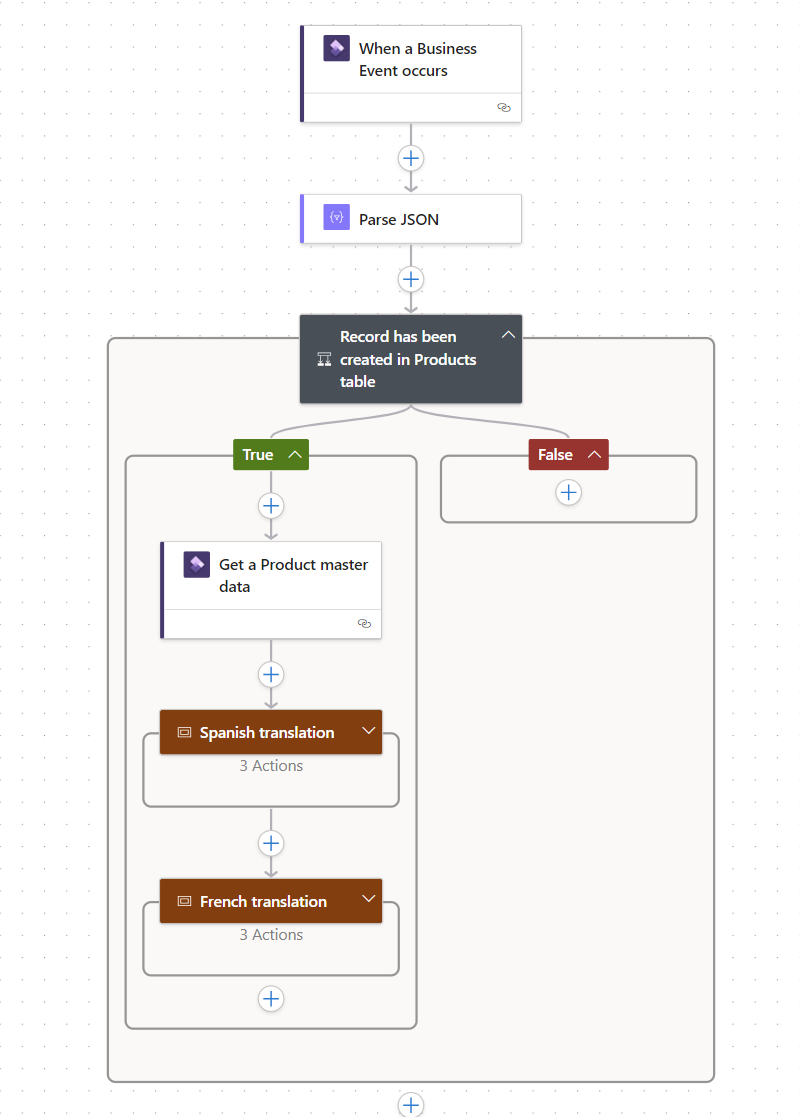 When a Business
Event occurs
Parse JSON
Record has been
created in Products
table
True
False
Get a Product master
data
Spanish translation
3 Actions
French translation
3 Actions